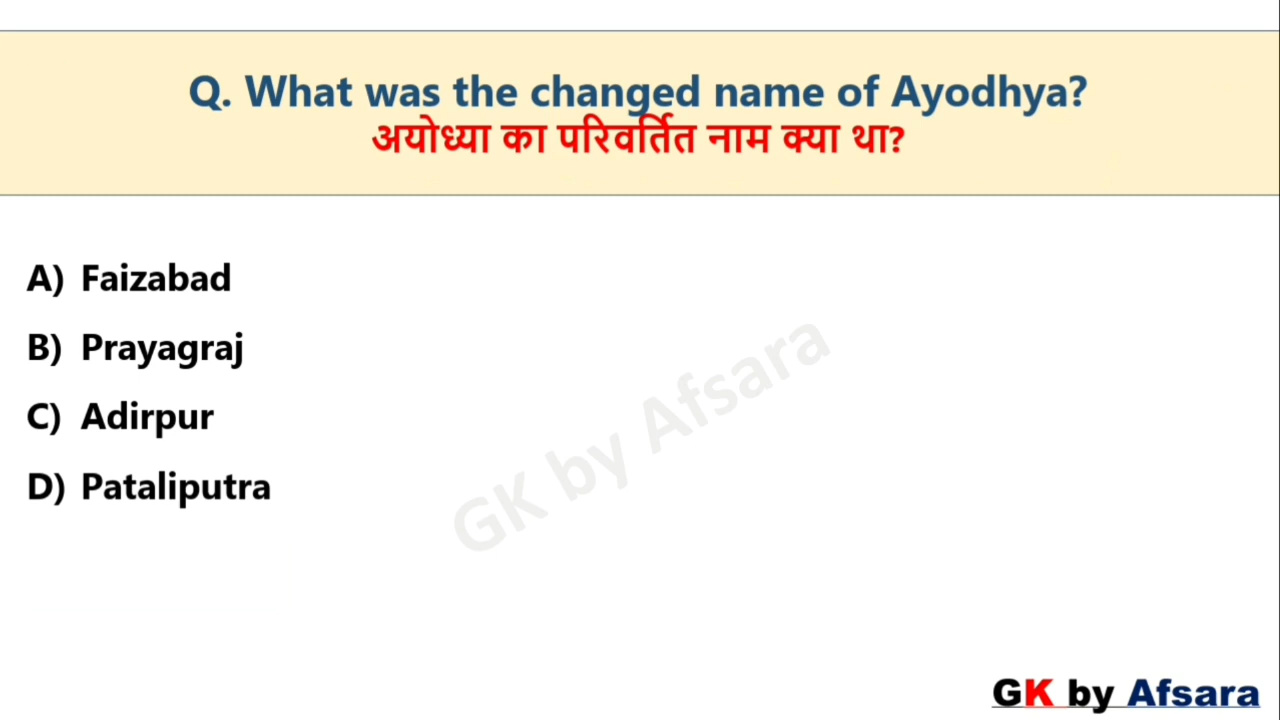 Q. What was the changed name of Ayodhya?
अयोध्या का परिवर्तित नाम क्या था?
A) Faizabad
B) Prayagraj
C) Adirpur
D) Pataliputra
GK by Afsara
GK by Afsara